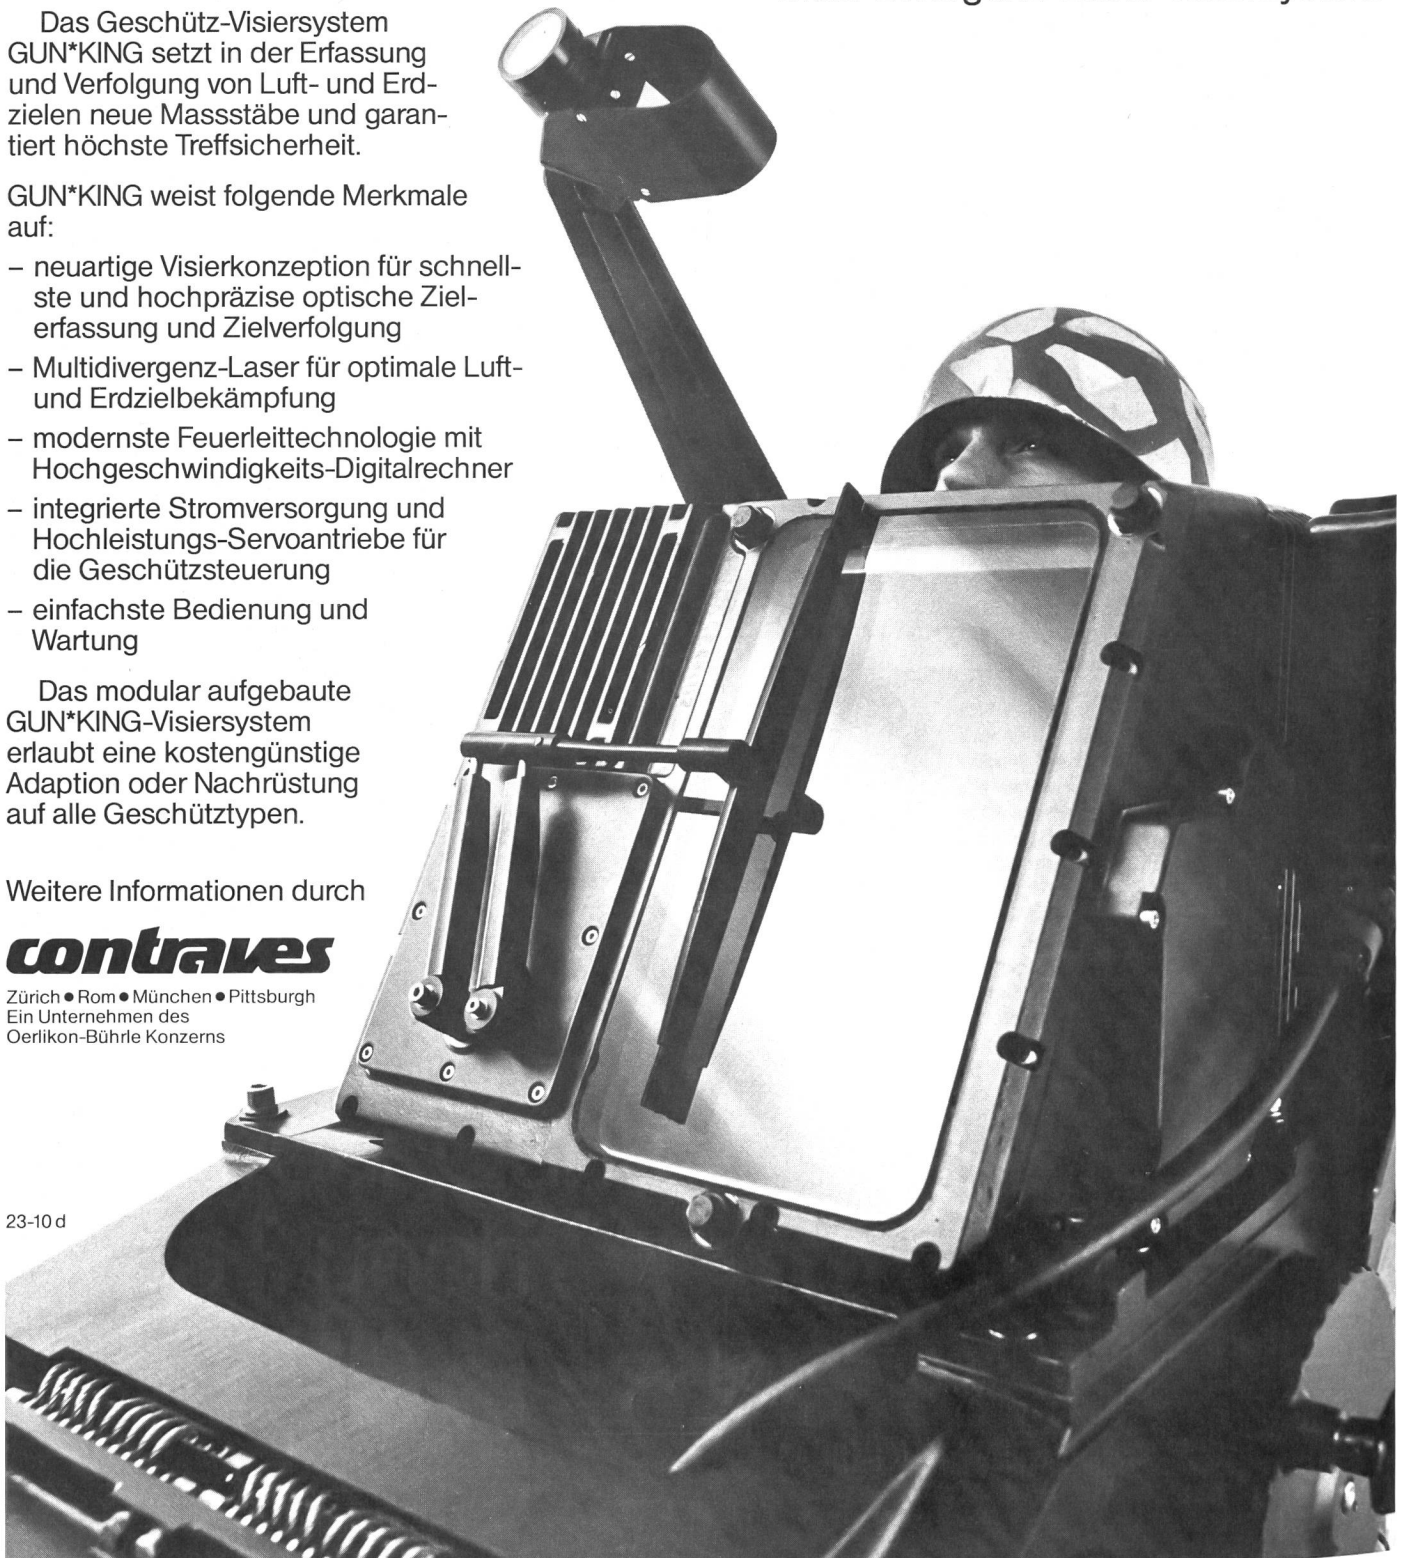 Das Geschütz-Visiersystem
GUN*KING setzt in der Erfassung
und Verfolgung von Luft- und Erd-
zielen neue Massstäbe und garan-
tiert höchste Treffsicherheit.
GUN*KING weist folgende Merkmale
auf:
– neuartige Visierkonzeption für schnell-
ste und hochpräzise optische Ziel-
erfassung und Zielverfolgung
– Multidivergenz-Laser für optimale Luft-
und Erdzielbekämpfung
– modernste Feuerleittechnologie mit
Hochgeschwindigkeits-Digitalrechner
– integrierte Stromversorgung und
Hochleistungs-Servoantriebe für
die Geschützsteuerung
– einfachste Bedienung und
Wartung
Das modular aufgebaute
GUN*KING-Visiersystem
erlaubt eine kostengünstige
Adaption oder Nachrüstung
auf alle Geschütztypen.
Weitere Informationen durch
contraves
Zürich ● Rom ● München ● Pittsburgh
Ein Unternehmen des
Oerlikon-Bührle Konzerns
23-10 d